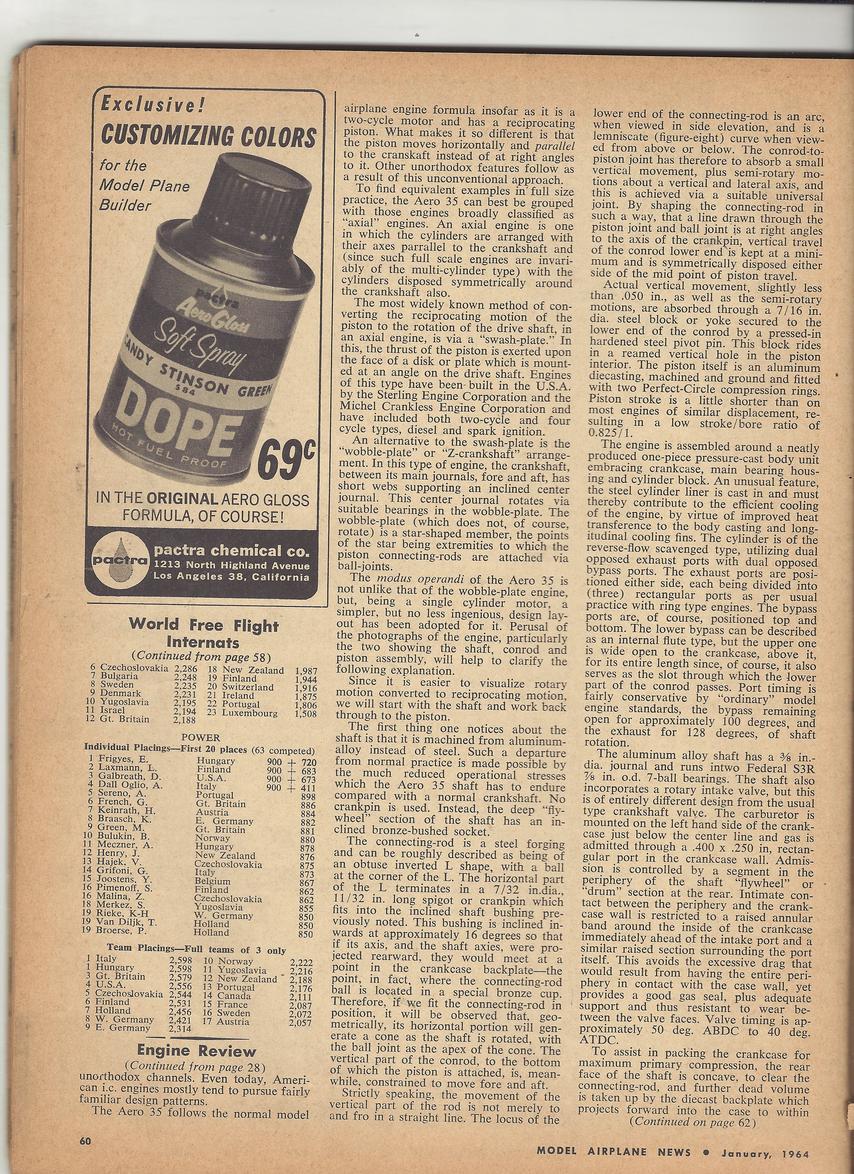 Exclusive!
CUSTOMIZING COLORS
for the
Model Plane
Builder
pactra
AeroGloss
Soft Spray
CANDY STINSON GREEN
S84
DOPE
HOT FUEL PROOF
69¢
IN THE ORIGINAL AERO GLOSS
FORMULA, OF COURSE!
pactra
pactra chemical co.
1213 North Highland Avenue
Los Angeles 38, California
World Free Flight
Internats
(Continued from page 58)
6 Czechoslovakia 2,286 18 New Zealand 1,987
7 Bulgaria 2,248 19 Finland 1,944
8 Sweden 2,235 20 Switzerland 1,916
9 Denmark 2,231 21 Ireland 1,875
10 Yugoslavia 2,195 22 Portugal 1,806
11 Israel 2,194 23 Luxembourg 1,508
12 Gt. Britain 2,188
POWER
Individual Placings—First 20 places (63 competed)
1 Frigyes, E. Hungary 900 + 720
2 Laxmann, L. Finland 900 + 683
3 Galbreath, D. U.S.A. 900 + 673
4 Dall Oglio, A. Italy 900 + 411
5 Sereno, A. Portugal 898
6 French, G. Gt. Britain 886
7 Keinrath, H. Austria 884
8 Braasck, K. E. Germany 882
9 Green, M. Gt. Britain 881
10 Bulukin, B. Norway 880
11 Meczner, A. Hungary 878
12 Henry, J. New Zealand 876
13 Hajek, V. Czechoslovakia 875
14 Grifoni, G. Italy 873
15 Joostens, Y. Belgium 867
16 Pimenoff, S. Finland 862
16 Malina, Z. Czechoslovakia 862
18 Merkez, S. Yugoslavia 855
19 Rieke, K-H W. Germany 850
19 Van Diljk, T. Holland 850
19 Broerse, P. Holland 850
Team Placings—Full teams of 3 only
1 Italy 2,598 10 Norway 2,222
1 Hungary 2,598 11 Yugoslavia 2,216
3 Gt. Britain 2,579 12 New Zealand 2,188
4 U.S.A. 2,556 13 Portugal 2,176
5 Czechoslovakia 2,544 14 Canada 2,111
6 Finland 2,531 15 France 2,087
7 Holland 2,456 16 Sweden 2,072
8 W. Germany 2,421 17 Austria 2,057
9 E. Germany 2,314
Engine Review
(Continued from page 28)
unorthodox channels. Even today, Ameri-
can i.c. engines mostly tend to pursue fairly
familiar design patterns.
The Aero 35 follows the normal model
airplane engine formula insofar as it is a
two-cycle motor and has a reciprocating
piston. What makes it so different is that
the piston moves horizontally and parallel
to the cranskaft instead of at right angles
to it. Other unorthodox features follow as
a result of this unconventional approach.
To find equivalent examples in full size
practice, the Aero 35 can best be grouped
with those engines broadly classified as
"axial" engines. An axial engine is one
in which the cylinders are arranged with
their axes parrallel to the crankshaft and
(since such full scale engines are invari-
ably of the multi-cylinder type) with the
cylinders disposed symmetrically around
the crankshaft also.
The most widely known method of con-
verting the reciprocating motion of the
piston to the rotation of the drive shaft, in
an axial engine, is via a "swash-plate." In
this, the thrust of the piston is exerted upon
the face of a disk or plate which is mount-
ed at an angle on the drive shaft. Engines
of this type have been built in the U.S.A.
by the Sterling Engine Corporation and the
Michel Crankless Engine Corporation and
have included both two-cycle and four
cycle types, diesel and spark ignition.
An alternative to the swash-plate is the
"wobble-plate" or "Z-crankshaft" arrange-
ment. In this type of engine, the crankshaft,
between its main journals, fore and aft, has
short webs supporting an inclined center
journal. This center journal rotates via
suitable bearings in the wobble-plate. The
wobble-plate (which does not, of course,
rotate) is a star-shaped member, the points
of the star being extremities to which the
piston connecting-rods are attached via
ball-joints.
The modus operandi of the Aero 35 is
not unlike that of the wobble-plate engine,
but, being a single cylinder motor, a
simpler, but no less ingenious, design lay-
out has been adopted for it. Perusal of
the photographs of the engine, particularly
the two showing the shaft, conrod and
piston assembly, will help to clarify the
following explanation.
Since it is easier to visualize rotary
motion converted to reciprocating motion,
we will start with the shaft and work back
through to the piston.
The first thing one notices about the
shaft is that it is machined from aluminum-
alloy instead of steel. Such a departure
from normal practice is made possible by
the much reduced operational stresses
which the Aero 35 shaft has to endure
compared with a normal crankshaft. No
crankpin is used. Instead, the deep "fly-
wheel" section of the shaft has an in-
clined bronze-bushed socket.
The connecting-rod is a steel forging
and can be roughly described as being of
an obtuse inverted L shape, with a ball
at the corner of the L. The horizontal part
of the L terminates in a 7/32 in.dia.,
11/32 in. long spigot or crankpin which
fits into the inclined shaft bushing pre-
viously noted. This bushing is inclined in-
wards at approximately 16 degrees so that
if its axis, and the shaft axies, were pro-
jected rearward, they would meet at a
point in the crankcase backplate—the
point, in fact, where the connecting-rod
ball is located in a special bronze cup.
Therefore, if we fit the connecting-rod in
position, it will be observed that, geo-
metrically, its horizontal portion will gen-
erate a cone as the shaft is rotated, with
the ball joint as the apex of the cone. The
vertical part of the conrod, to the bottom
of which the piston is attached, is, mean-
while, constrained to move fore and aft.
Strictly speaking, the movement of the
vertical part of the rod is not merely to
and fro in a straight line. The locus of the
lower end of the connecting-rod is an arc,
when viewed in side elevation, and is a
lemniscate (figure-eight) curve when view-
ed from above or below. The conrod-to-
piston joint has therefore to absorb a small
vertical movement, plus semi-rotary mo-
tions about a vertical and lateral axis, and
this is achieved via a suitable universal
joint. By shaping the connecting-rod in
such a way, that a line drawn through the
piston joint and ball joint is at right angles
to the axis of the crankpin, vertical travel
of the conrod lower end is kept at a mini-
mum and is symmetrically disposed either
side of the mid point of piston travel.
Actual vertical movement, slightly less
than .050 in., as well as the semi-rotary
motions, are absorbed through a 7/16 in.
dia. steel block or yoke secured to the
lower end of the conrod by a pressed-in
hardened steel pivot pin. This block rides
in a reamed vertical hole in the piston
interior. The piston itself is an aluminum
diecasting, machined and ground and fitted
with two Perfect-Circle compression rings.
Piston stroke is a little shorter than on
most engines of similar displacement, re-
sulting in a low stroke/bore ratio of
0.825/1.
The engine is assembled around a neatly
produced one-piece pressure-cast body unit
embracing crankcase, main bearing hous-
ing and cylinder block. An unusual feature,
the steel cylinder liner is cast in and must
thereby contribute to the efficient cooling
of the engine, by virtue of improved heat
transference to the body casting and long-
itudinal cooling fins. The cylinder is of the
reverse-flow scavenged type, utilizing dual
opposed exhaust ports with dual opposed
bypass ports. The exhaust ports are posi-
tioned either side, each being divided into
(three) rectangular ports as per usual
practice with ring type engines. The bypass
ports are, of course, positioned top and
bottom. The lower bypass can be described
as an internal flute type, but the upper one
is wide open to the crankcase, above it,
for its entire length since, of course, it also
serves as the slot through which the lower
part of the conrod passes. Port timing is
fairly conservative by "ordinary" model
engine standards, the bypass remaining
open for approximately 100 degrees, and
the exhaust for 128 degrees, of shaft
rotation.
The aluminum alloy shaft has a ⅜ in.-
dia. journal and runs intwo Federal S3R
⅞ in. o.d. 7-ball bearings. The shaft also
incorporates a rotary intake valve, but this
is of entirely different design from the usual
type crankshaft valve. The carburetor is
mounted on the left hand side of the crank-
case just below the center line and gas is
admitted through a .400 x .250 in, rectan-
gular port in the crankcase wall. Admis-
sion is controlled by a segment in the
periphery of the shaft "flywheel" or
"drum" section at the rear. Intimate con-
tact between the periphery and the crank-
case wall is restricted to a raised annular
band around the inside of the crankcase
immediately ahead of the intake port and a
similar raised section surrounding the port
itself. This avoids the excessive drag that
would result from having the entire peri-
phery in contact with the case wall, yet
provides a good gas seal, plus adequate
support and thus resistant to wear be-
tween the valve faces. Valve timing is ap-
proximately 50 deg. ABDC to 40 deg.
ATDC.
To assist in packing the crankcase for
maximum primary compression, the rear
face of the shaft is concave, to clear the
connecting-rod, and further dead volume
is taken up by the diecast backplate which
projects forward into the case to within
(Continued on page 62)
60
MODEL AIRPLANE NEWS • January, 1964